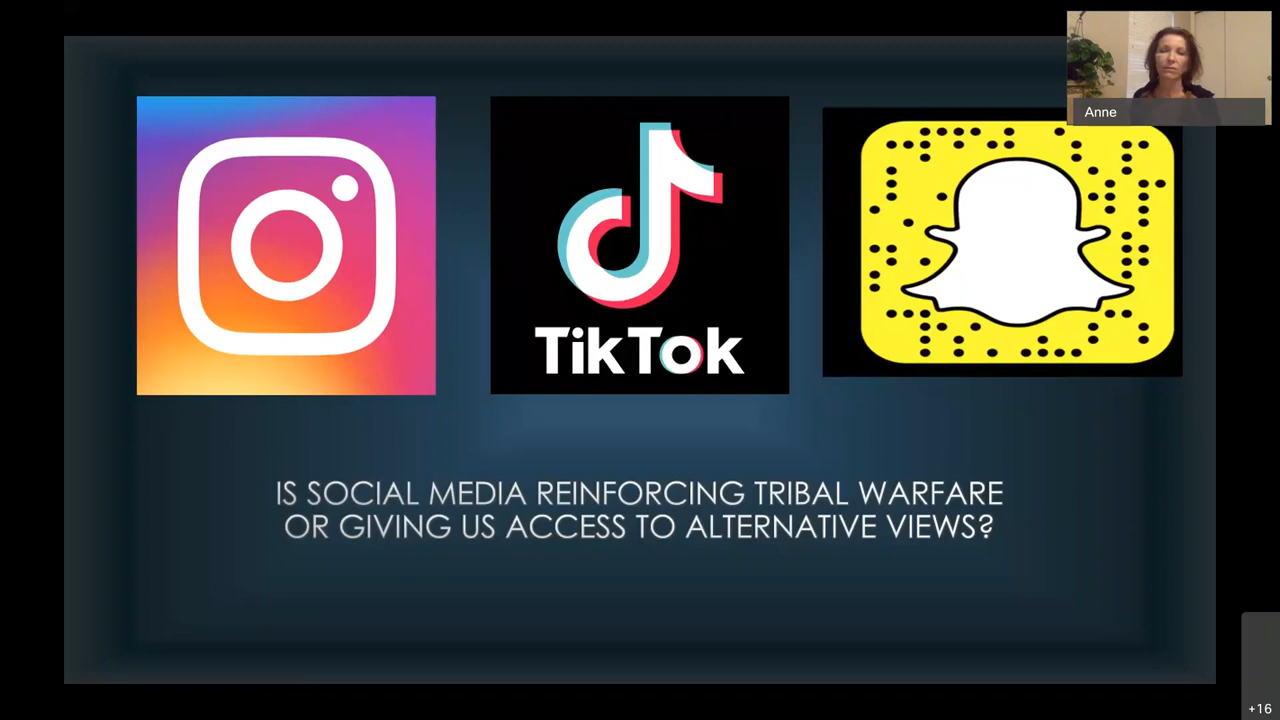 Anne
TikTok
IS SOCIAL MEDIA REINFORCING TRIBAL WARFARE
OR GIVING US ACCESS TO ALTERNATIVE VIEWS?
+16